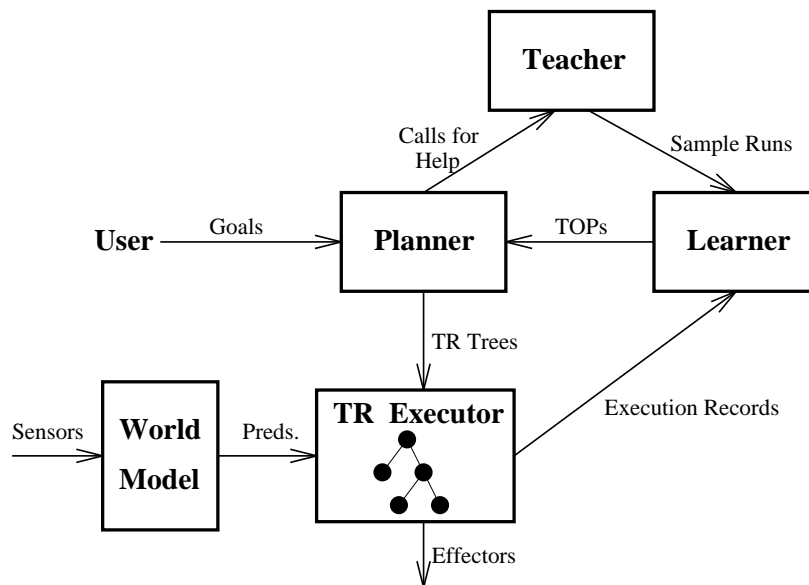 Teacher
Calls for
Help
Sample Runs
User
Goals
Planner
TOPs
Learner
TR Trees
Sensors
World
Model
Preds.
TR Executor
Execution Records
Effectors